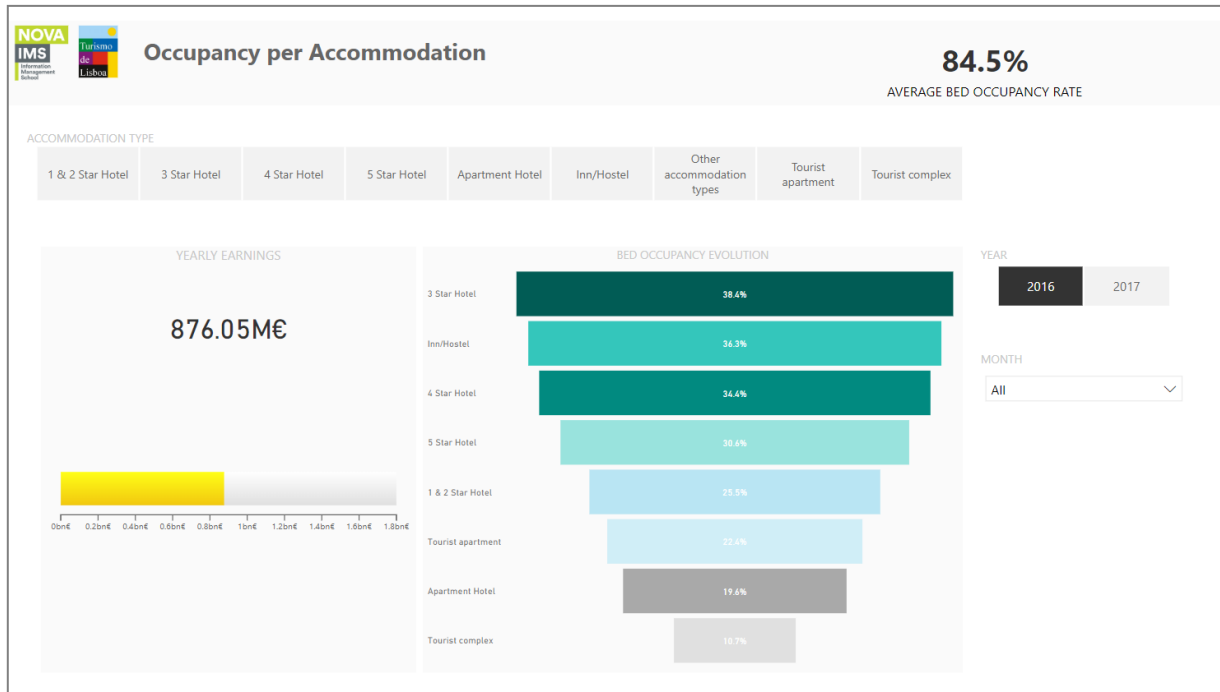 NOVA
IMS
Information
Management
School
Turismo
de
Lisboa
Occupancy per Accommodation
84.5%
AVERAGE BED OCCUPANCY RATE
ACCOMMODATION TYPE
1 & 2 Star Hotel
3 Star Hotel
4 Star Hotel
5 Star Hotel
Apartment Hotel
Inn/Hostel
Other
accommodation
types
Tourist
apartment
Tourist complex
YEARLY EARNINGS
876.05M€
0bn€ 0.2bn€ 0.4bn€ 0.6bn€ 0.8bn€ 1bn€ 1.2bn€ 1.4bn€ 1.6bn€ 1.8bn€
BED OCCUPANCY EVOLUTION
3 Star Hotel 38.4%
Inn/Hostel 36.3%
4 Star Hotel 34.4%
5 Star Hotel 30.6%
1 & 2 Star Hotel 25.5%
Tourist apartment 22.4%
Apartment Hotel 19.6%
Tourist complex 10.7%
YEAR
2016 2017
MONTH
All